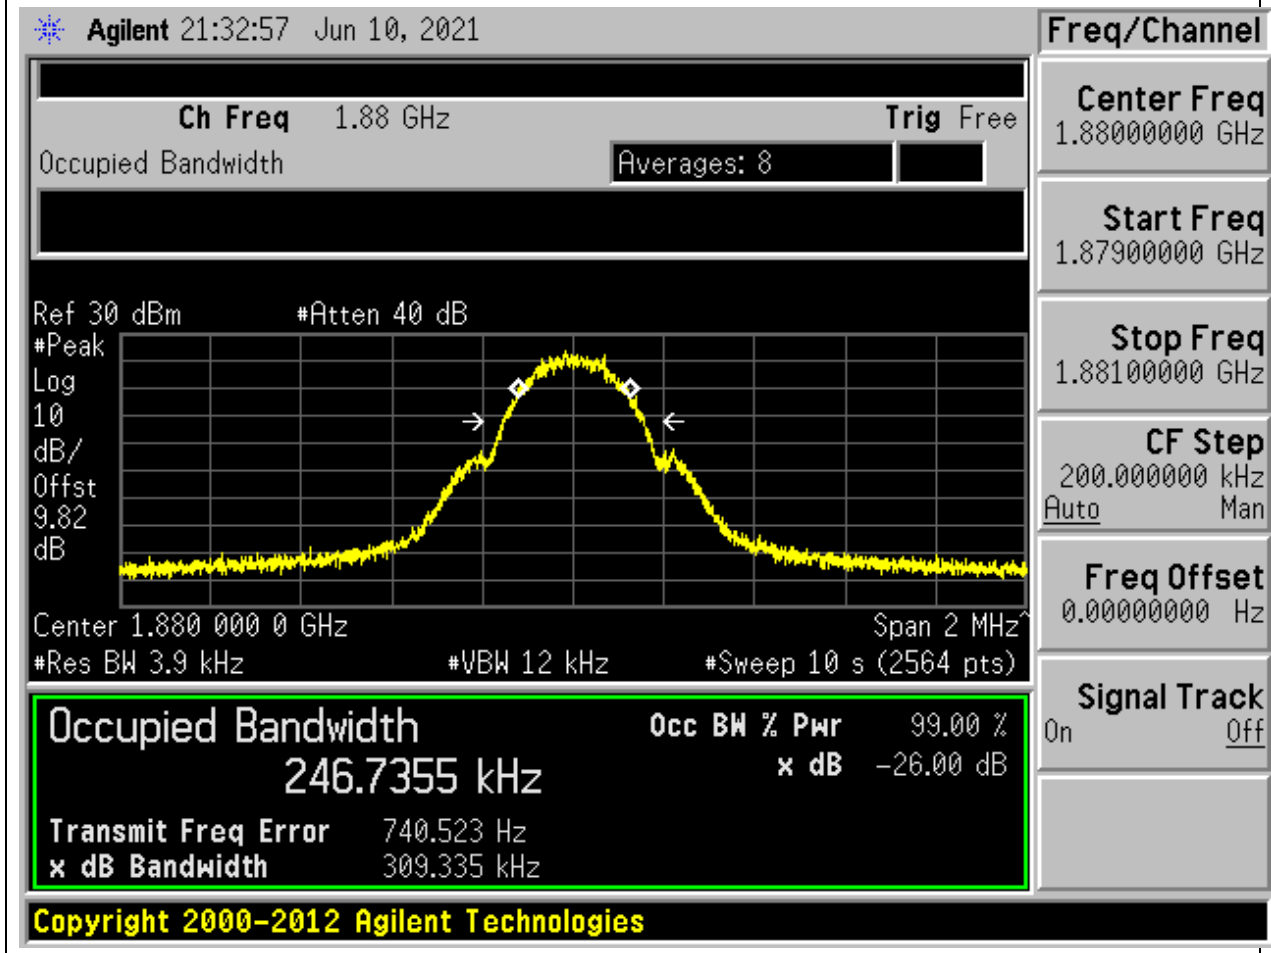 Agilent 21:32:57 Jun 10, 2021
Freq/Channel
Ch Freq 1.88 GHz Trig Free
Occupied Bandwidth Averages: 8
Center Freq
1.88000000 GHz
Start Freq
1.87900000 GHz
Stop Freq
1.88100000 GHz
CF Step
200.000000 kHz
Auto Man
Freq Offset
0.00000000 Hz
Signal Track
On Off
Ref 30 dBm #Atten 40 dB
#Peak
Log
10
dB/
Offst
9.82
dB
Center 1.880 000 0 GHz Span 2 MHz^
#Res BW 3.9 kHz #VBW 12 kHz #Sweep 10 s (2564 pts)
Occupied Bandwidth Occ BW % Pwr 99.00 %
246.7355 kHz x dB -26.00 dB
Transmit Freq Error 740.523 Hz
x dB Bandwidth 309.335 kHz
Copyright 2000-2012 Agilent Technologies